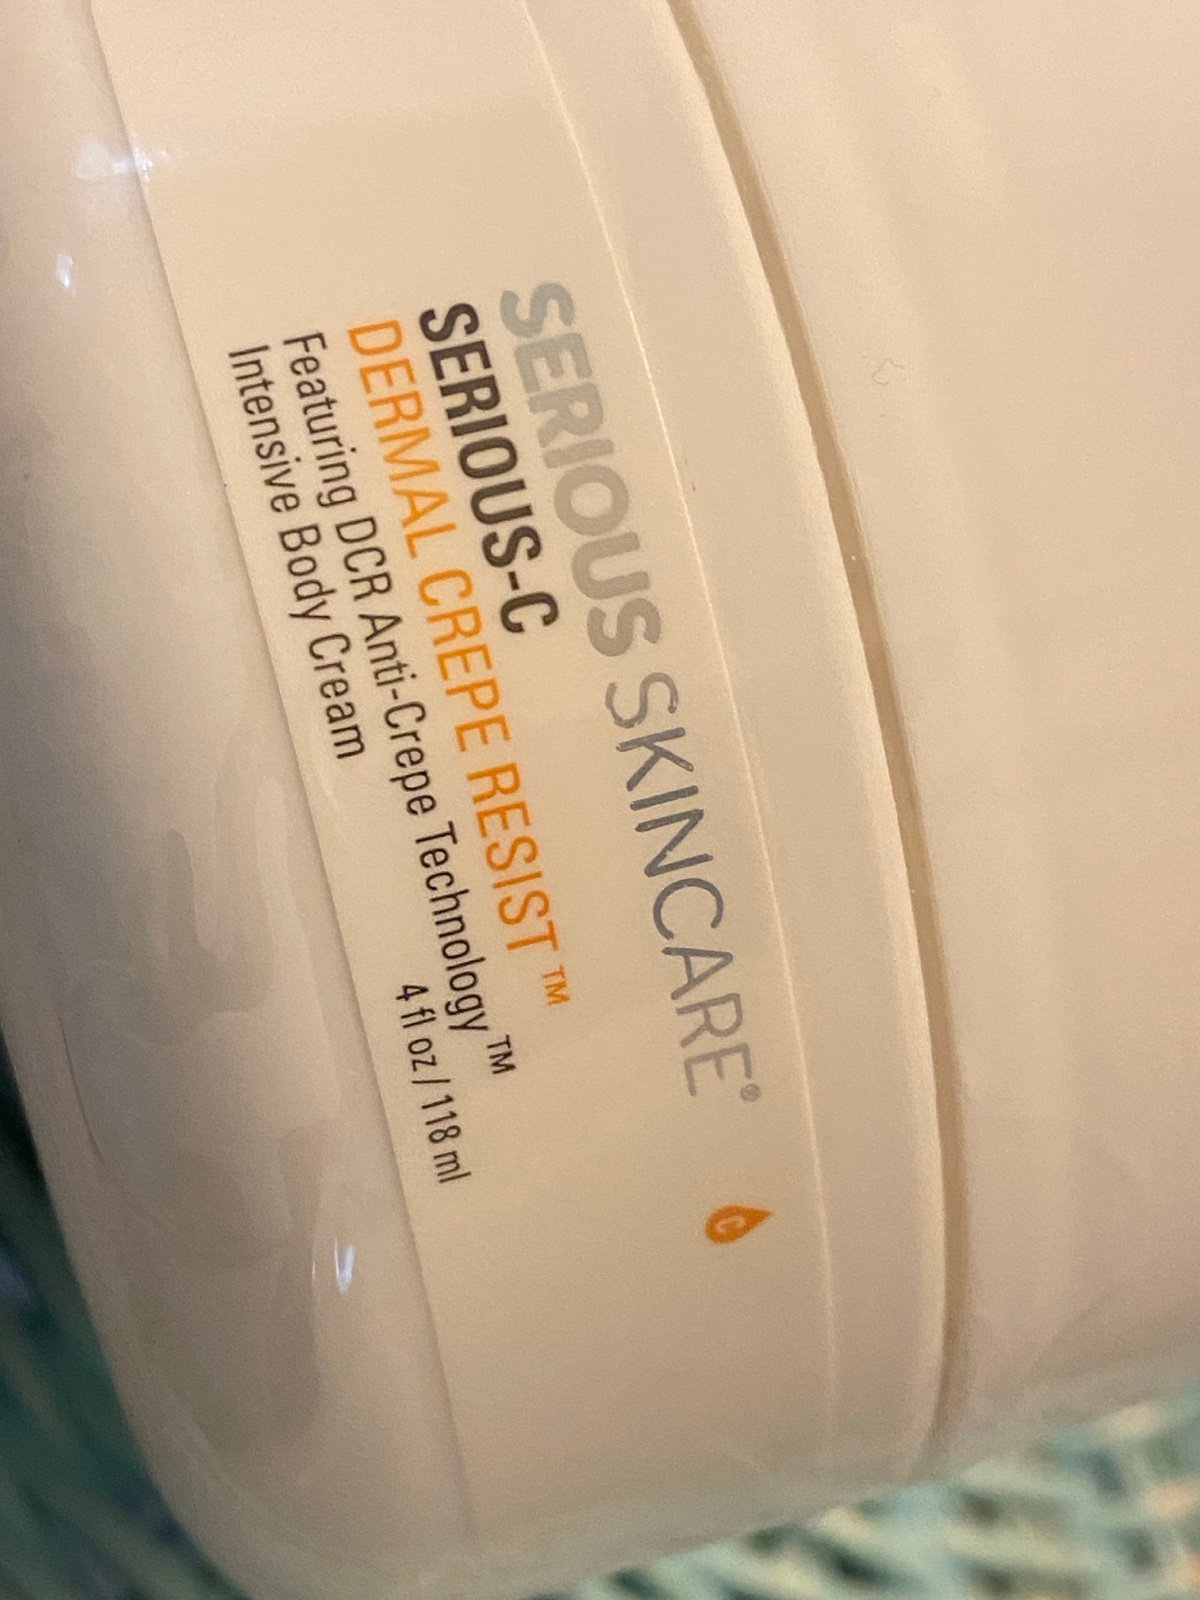 SERIOUS SKINCARE®
C
SERIOUS-C
DERMAL CREPE RESIST™
Featuring DCR Anti-Crepe Technology™
Intensive Body Cream
4 fl oz / 118 ml